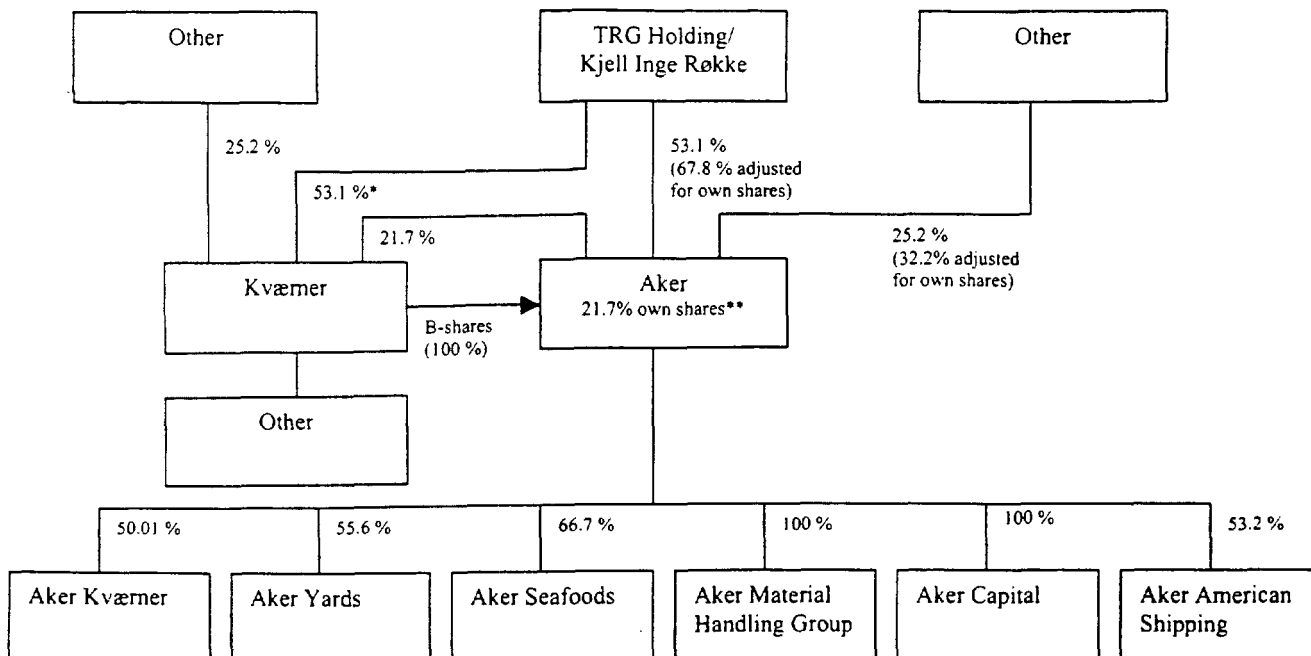 Other
TRG Holding/
Kjell Inge Røkke
Other
25.2 %
53.1 %
(67.8 % adjusted
for own shares)
53.1 %*
21.7 %
25.2 %
(32.2% adjusted
for own shares)
Kværner
B-shares
(100 %)
Aker
21.7% own shares**
Other
50.01 %
55.6 %
66.7 %
100 %
100 %
53.2 %
Aker Kværner
Aker Yards
Aker Seafoods
Aker Material
Handling Group
Aker Capital
Aker American
Shipping